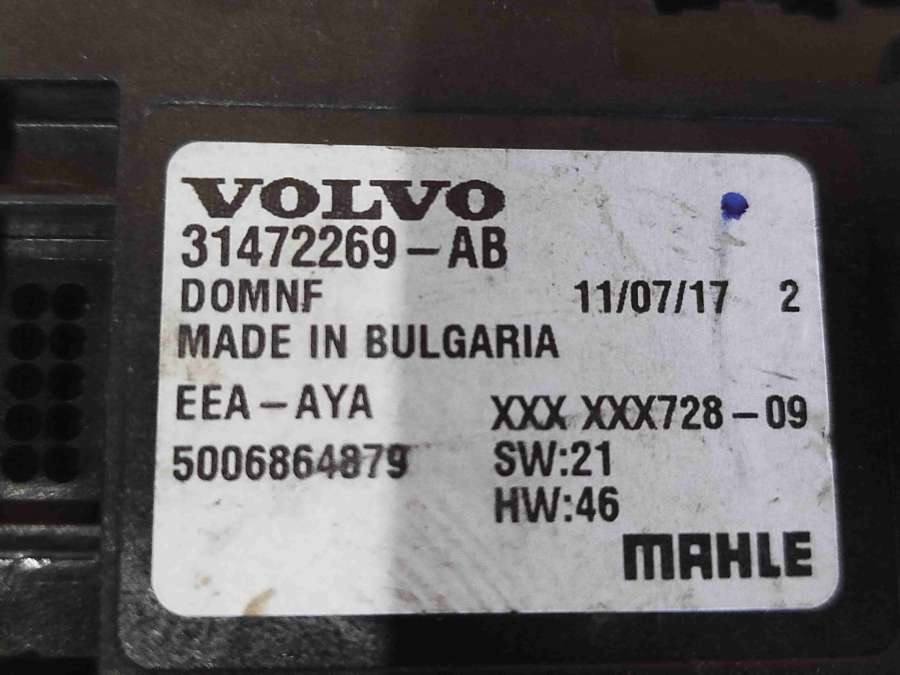 VOLVO
31472269-AB
DOMNF 11/07/17 2
MADE IN BULGARIA
EEA-AYA XXX XXX728-09
5006864879 SW:21
HW:46
MAHLE